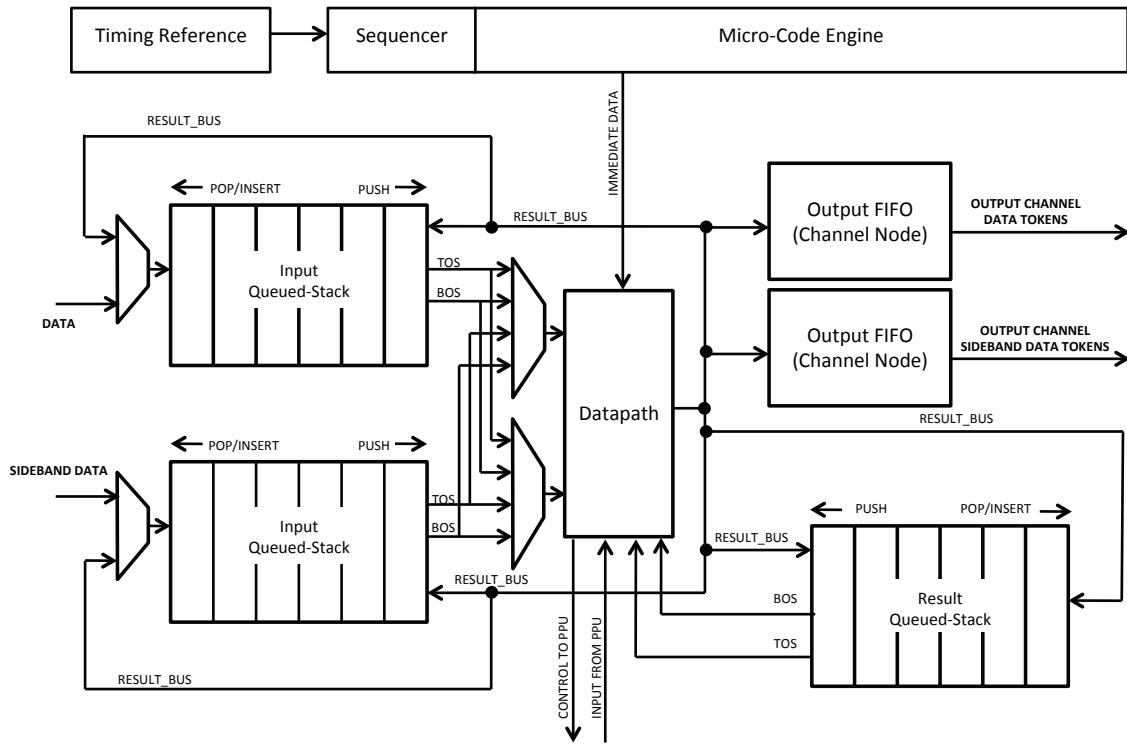 Timing Reference
Sequencer
Micro-Code Engine
RESULT_BUS
IMMEDIATE DATA
POP/INSERT
PUSH
RESULT_BUS
Output FIFO
(Channel Node)
OUTPUT CHANNEL
DATA TOKENS
Input
Queued-Stack
TOS
BOS
DATA
Output FIFO
(Channel Node)
OUTPUT CHANNEL
SIDEBAND DATA TOKENS
Datapath
RESULT_BUS
POP/INSERT
PUSH
SIDEBAND DATA
Input
Queued-Stack
TOS
BOS
RESULT_BUS
PUSH
POP/INSERT
RESULT_BUS
Result
Queued-Stack
BOS
TOS
RESULT_BUS
CONTROL TO PPU
INPUT FROM PPU